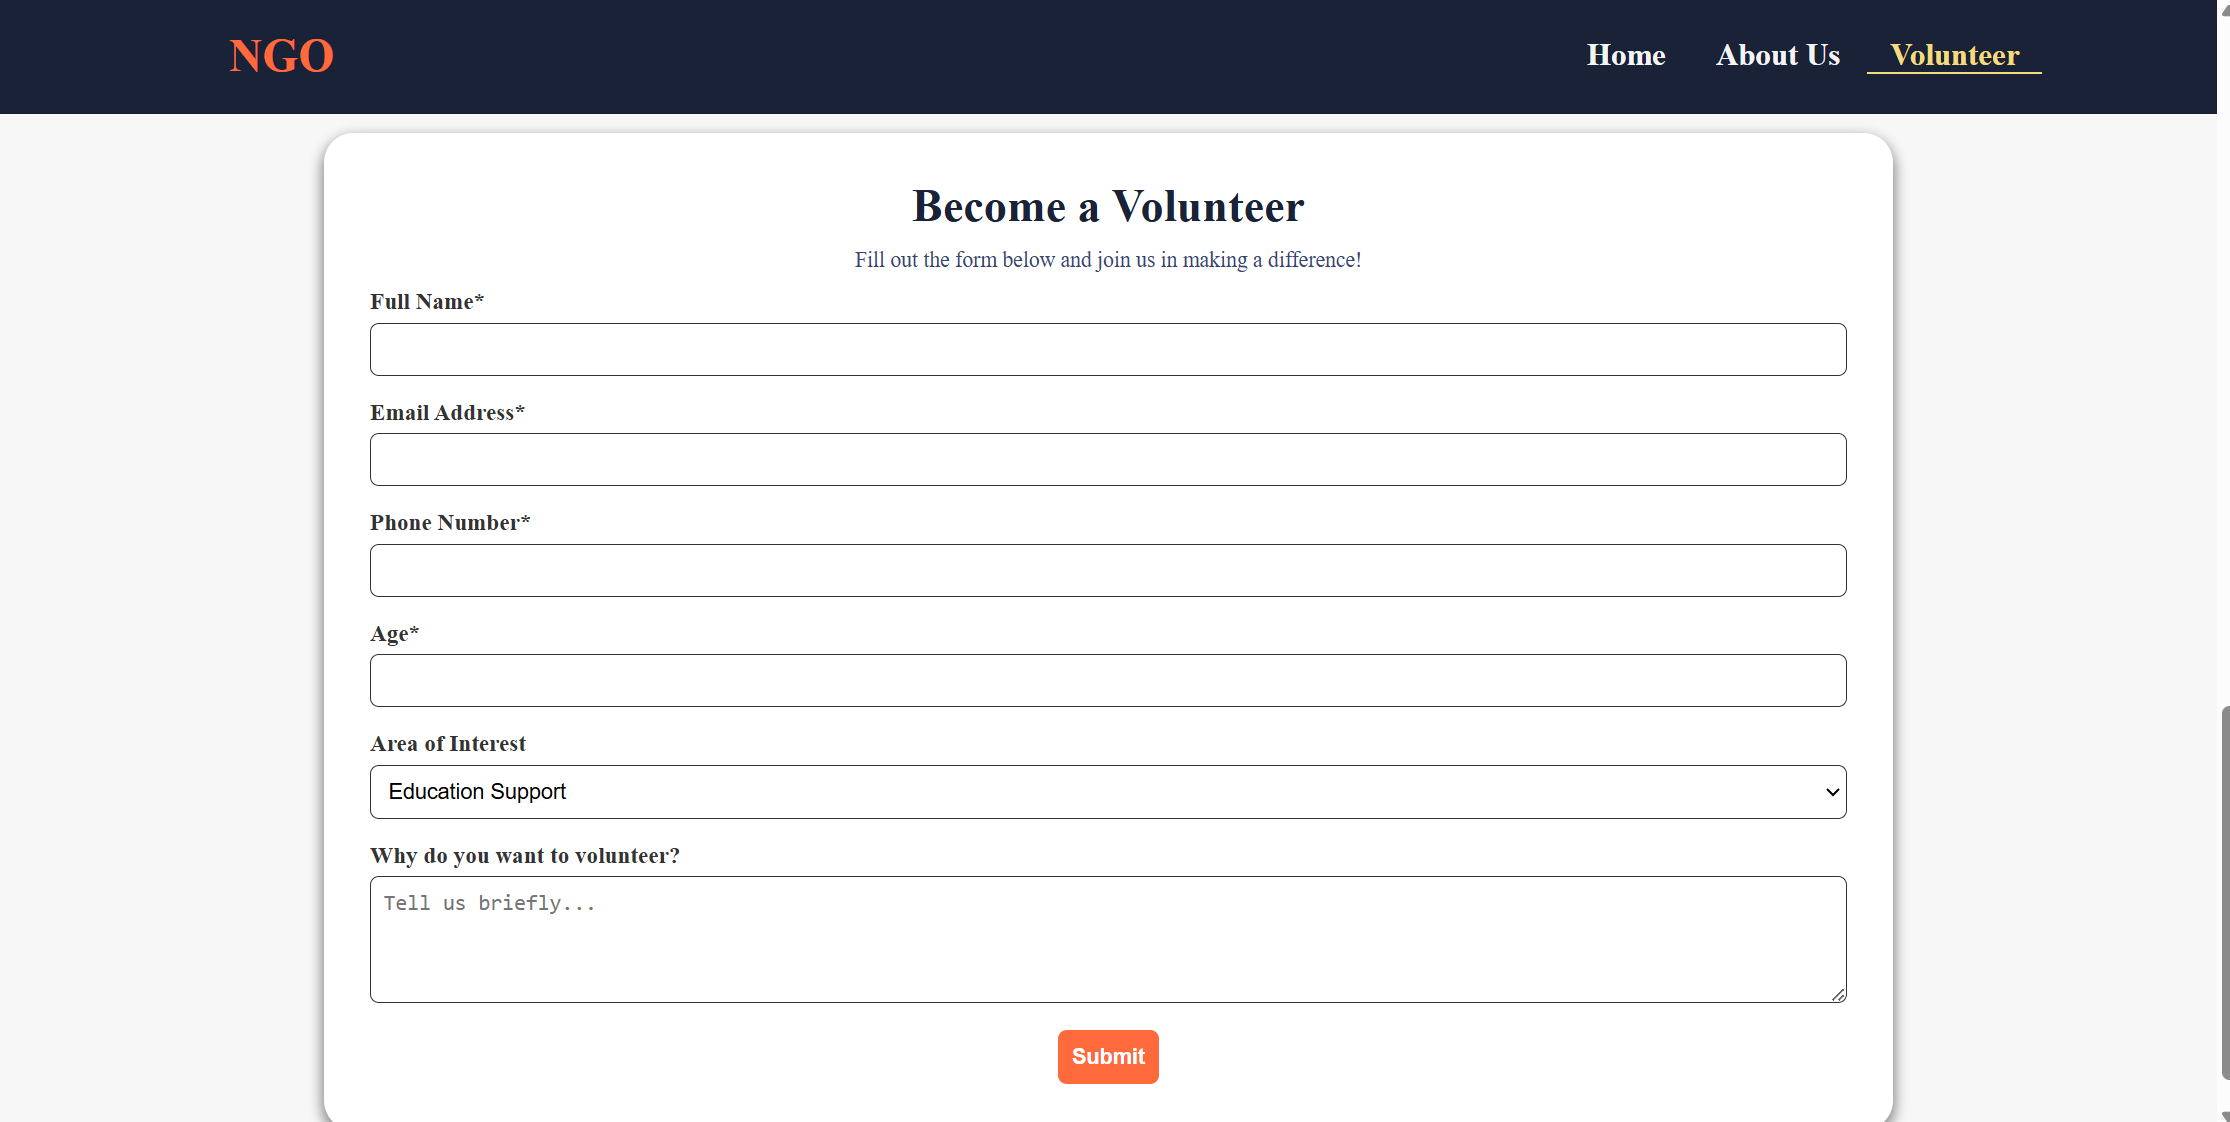 NGO
Home About Us Volunteer
Become a Volunteer
Fill out the form below and join us in making a difference!
Full Name*
Email Address*
Phone Number*
Age*
Area of Interest
Education Support
Why do you want to volunteer?
Tell us briefly...
Submit